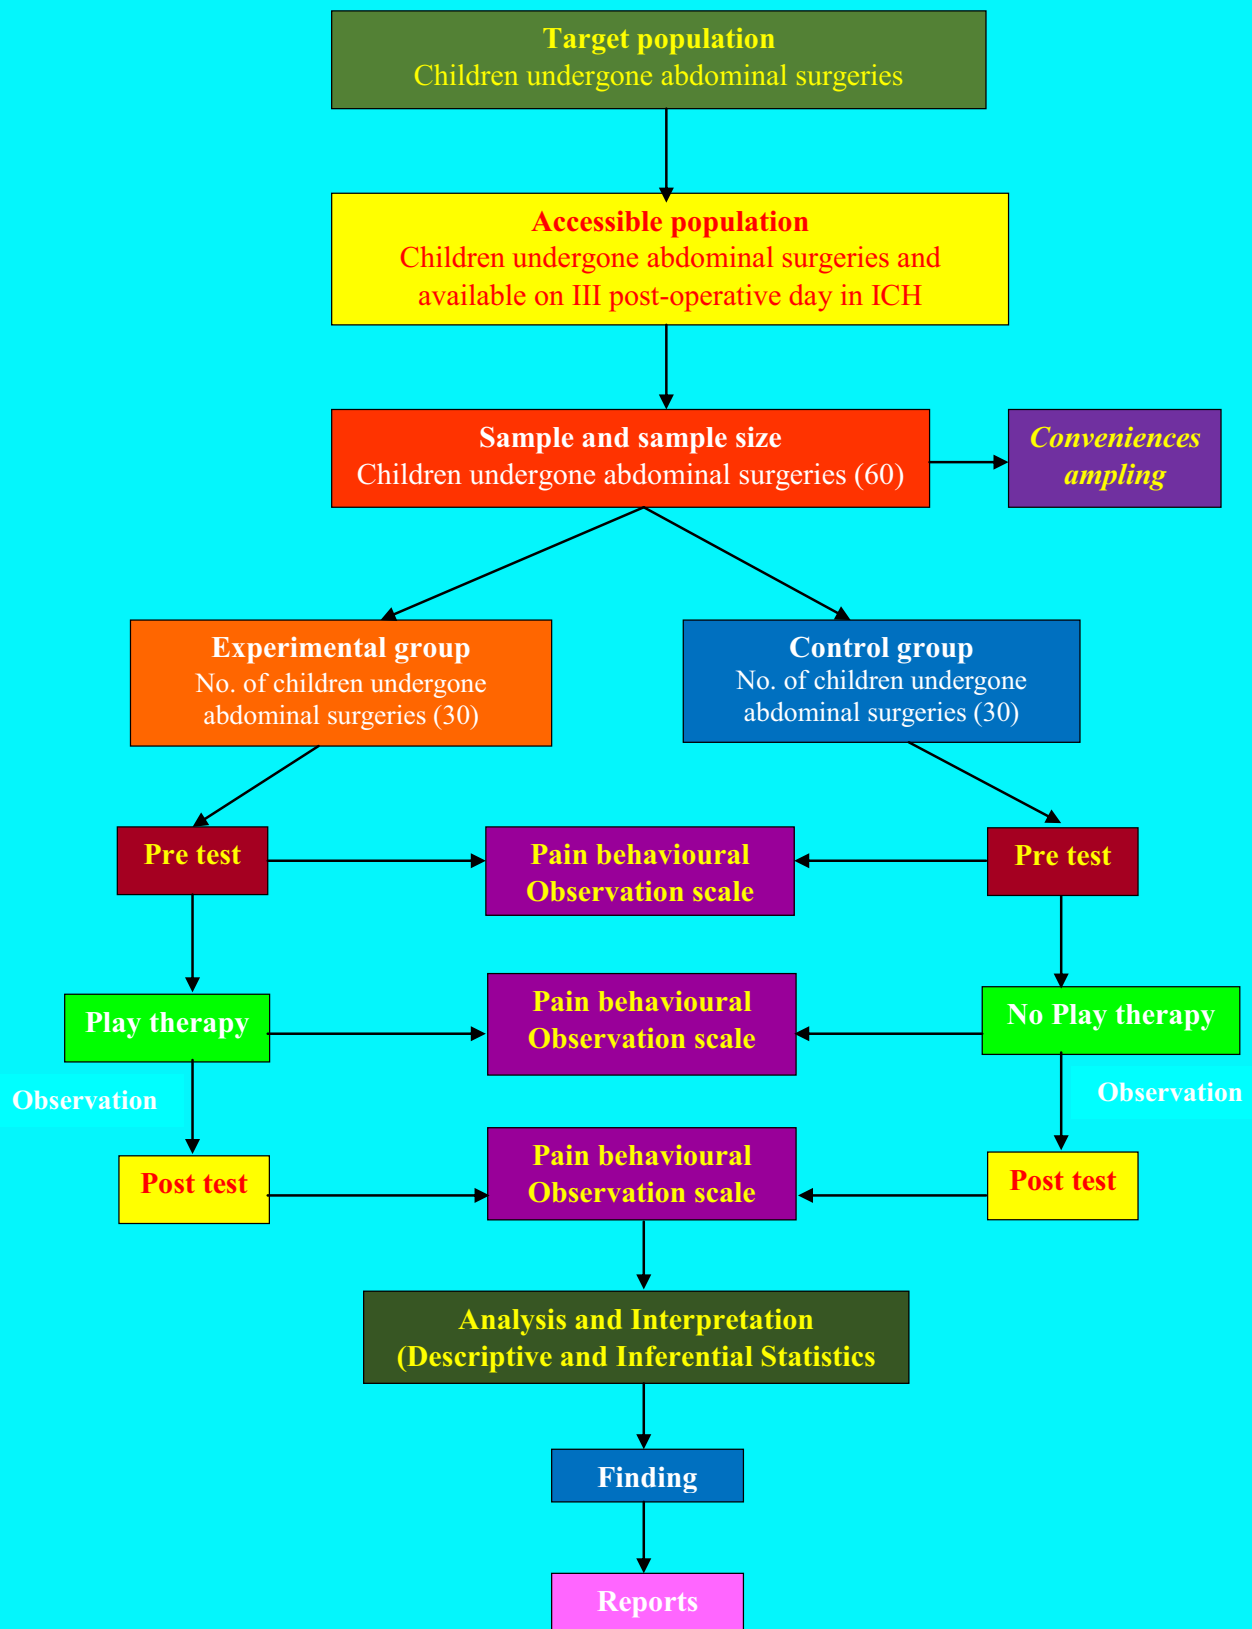 Target population
Children undergone abdominal surgeries
Accessible population
Children undergone abdominal surgeries and
available on III post-operative day in ICH
Sample and sample size
Children undergone abdominal surgeries (60)
Conveniences
ampling
Experimental group
No. of children undergone
abdominal surgeries (30)
Control group
No. of children undergone
abdominal surgeries (30)
Pre test
Pain behavioural
Observation scale
Pre test
Play therapy
Pain behavioural
Observation scale
No Play therapy
Observation
Observation
Post test
Pain behavioural
Observation scale
Post test
Analysis and Interpretation
(Descriptive and Inferential Statistics
Finding
Reports